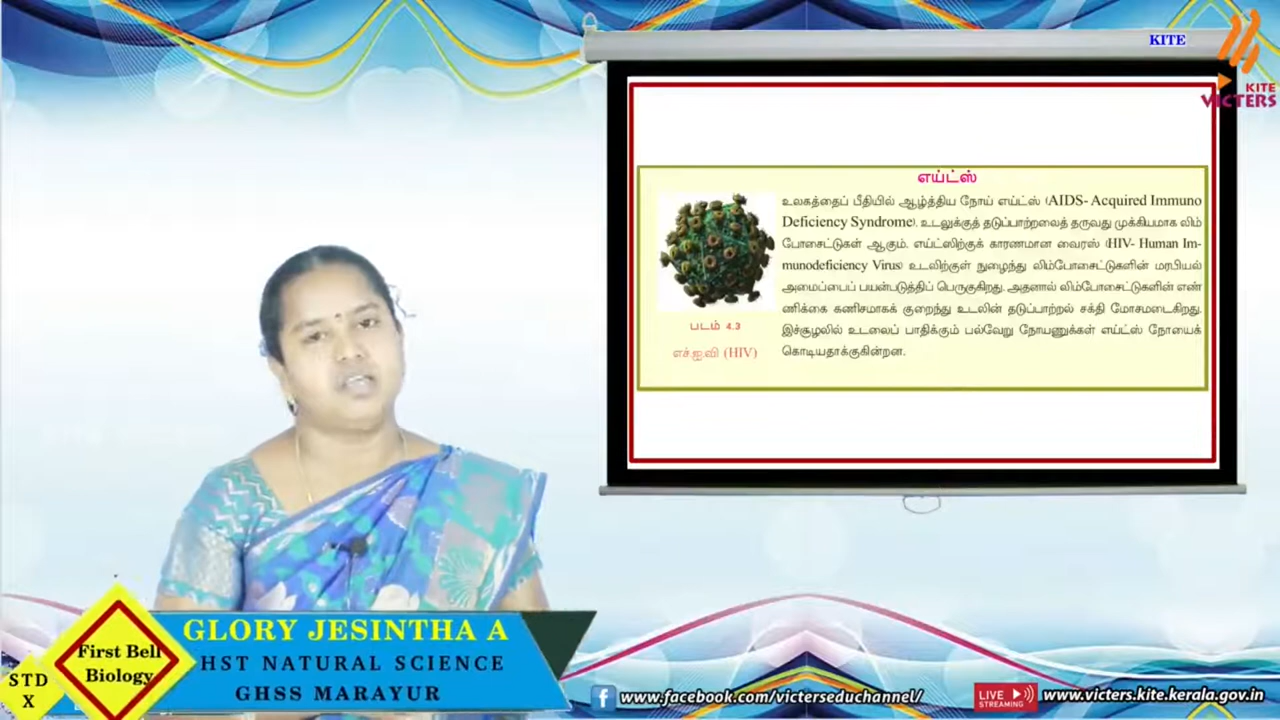 KITE
KITE
VICTERS
எய்ட்ஸ்
உலகத்தைப் பீதியில் ஆழ்த்திய நோய் எய்ட்ஸ் (AIDS- Acquired Immuno
Deficiency Syndrome). உடலுக்குத் தடுப்பாற்றலைத் தருவது முக்கியமாக லிம்
போசைட்டுகள் ஆகும். எய்ட்ஸிற்குக் காரணமான வைரஸ் (HIV- Human Im-
munodeficiency Virus) உடலிற்குள் நுழைந்து லிம்போசைட்டுகளின் மரபியல்
அமைப்பைப் பயன்படுத்திப் பெருகுகிறது. அதனால் லிம்போசைட்டுகளின் எண்
ணிக்கை கணிசமாகக் குறைந்து உடலின் தடுப்பாற்றல் சக்தி மோசமடைகிறது.
இச்சூழலில் உடலைப் பாதிக்கும் பல்வேறு நோயணுக்கள் எய்ட்ஸ் நோயைக்
கொடியதாக்குகின்றன.
படம் 4.3
எச்.ஐ.வி (HIV)
GLORY JESINTHA A
HST NATURAL SCIENCE
GHSS MARAYUR
First Bell
Biology
STD
X
www.facebook.com/victerseduchannel/
LIVE
STREAMING
www.victers.kite.kerala.gov.in